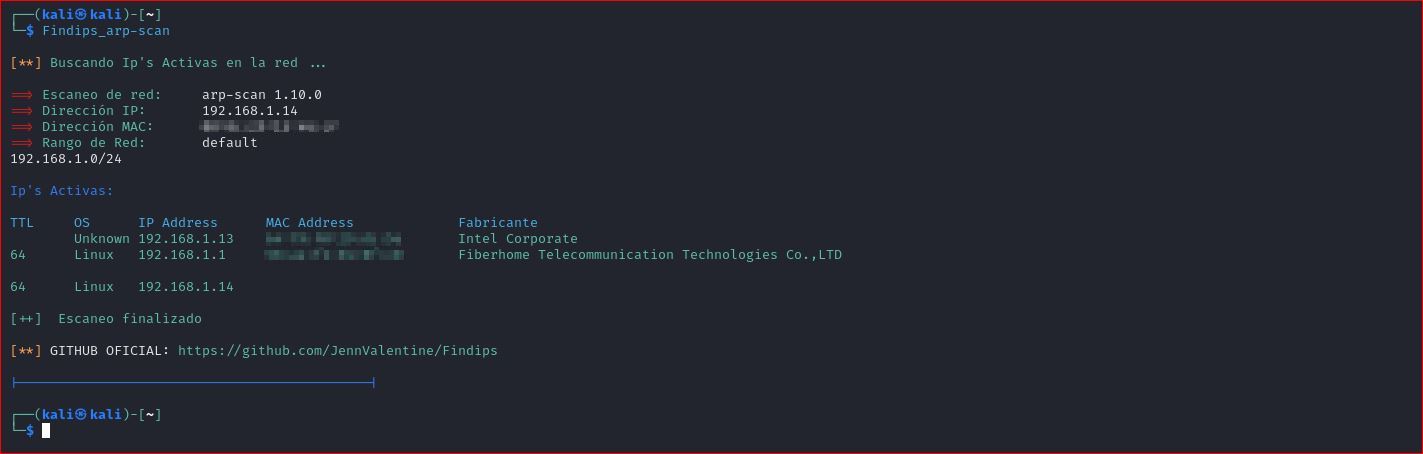 (kali㉿kali)-[~]
$ Findips_arp-scan
[**] Buscando Ip's Activas en la red ...
==> Escaneo de red: arp-scan 1.10.0
==> Dirección IP: 192.168.1.14
==> Dirección MAC:
==> Rango de Red: default
192.168.1.0/24
Ip's Activas:
TTL OS IP Address MAC Address Fabricante
Unknown 192.168.1.13 Intel Corporate
64 Linux 192.168.1.1 Fiberhome Telecommunication Technologies Co.,LTD
64 Linux 192.168.1.14
[++] Escaneo finalizado
[**] GITHUB OFICIAL: https://github.com/JennValentine/Findips
(kali㉿kali)-[~]
$